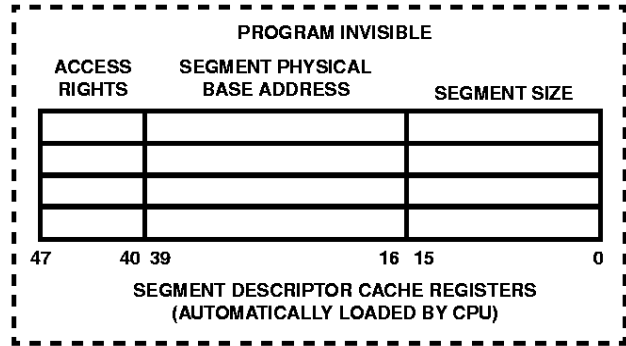 PROGRAM INVISIBLE
ACCESS RIGHTS
SEGMENT PHYSICAL BASE ADDRESS
SEGMENT SIZE
47 40 39 16 15 0
SEGMENT DESCRIPTOR CACHE REGISTERS
(AUTOMATICALLY LOADED BY CPU)